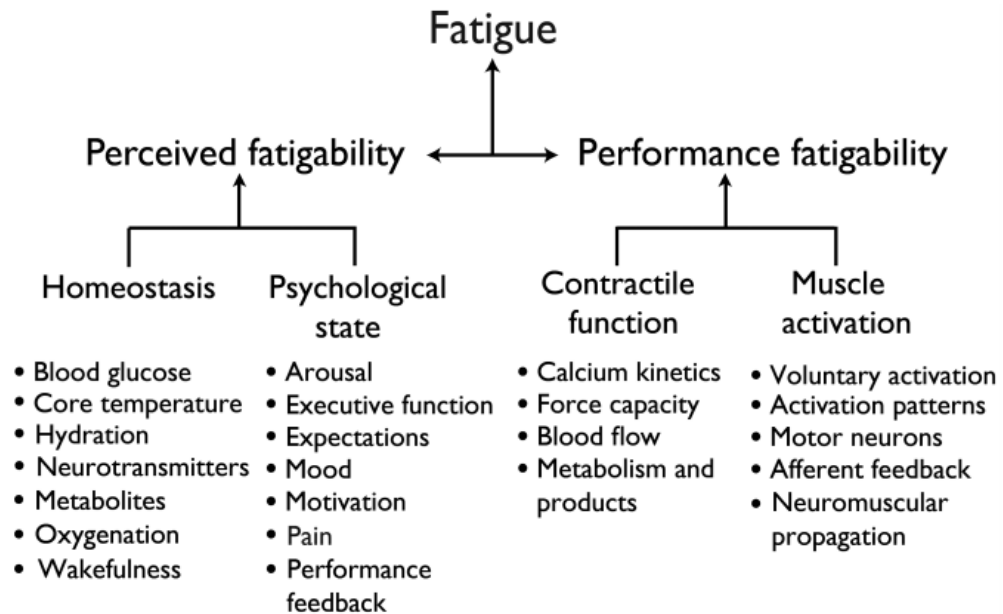 Fatigue
Perceived fatigability
Performance fatigability
Homeostasis
• Blood glucose
• Core temperature
• Hydration
• Neurotransmitters
• Metabolites
• Oxygenation
• Wakefulness
Psychological
state
• Arousal
• Executive function
• Expectations
• Mood
• Motivation
• Pain
• Performance
feedback
Contractile
function
• Calcium kinetics
• Force capacity
• Blood flow
• Metabolism and
products
Muscle
activation
• Voluntary activation
• Activation patterns
• Motor neurons
• Afferent feedback
• Neuromuscular
propagation